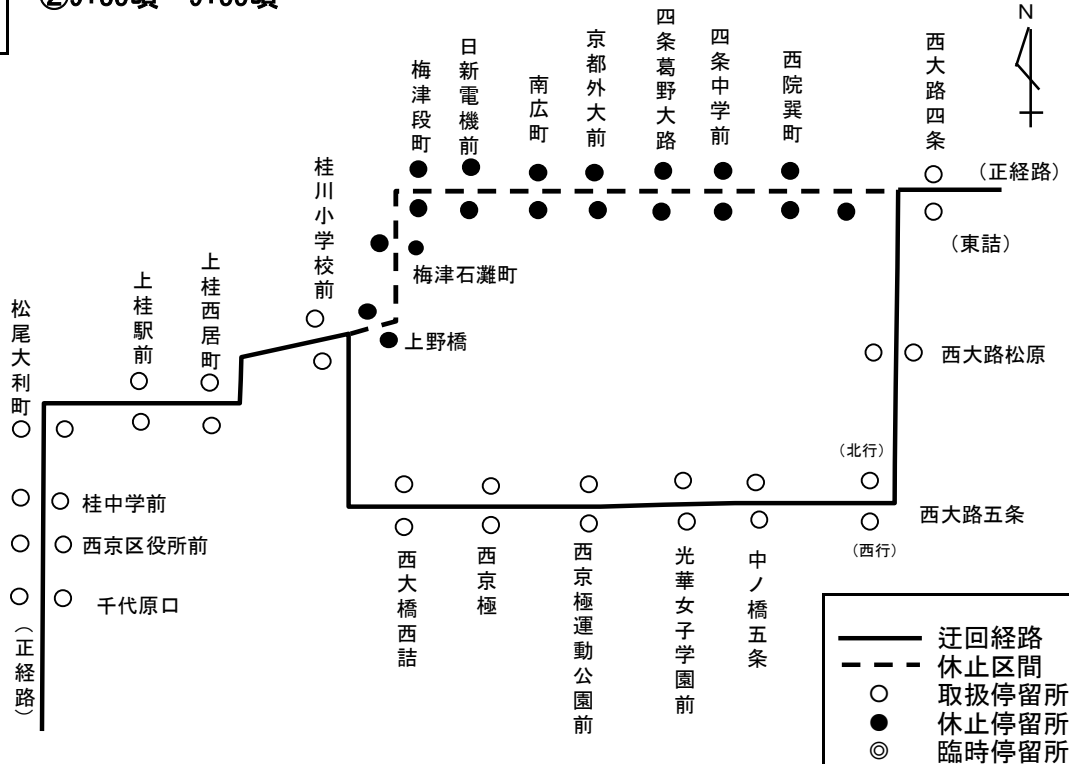 N
西大路四条
(正経路)
(東詰)
西院巽町
四条中学前
四条葛野大路
京都外大前
南広町
日新電機前
梅津段町
梅津石灘町
上野橋
桂川小学校前
上桂西居町
上桂駅前
松尾大利町
桂中学前
西京区役所前
千代原口
(正経路)
西大路松原
(北行)
西大路五条
(西行)
中ノ橋五条
光華女子学園前
西京極運動公園前
西京極
西大橋西詰
迂回経路
休止区間
取扱停留所
休止停留所
臨時停留所